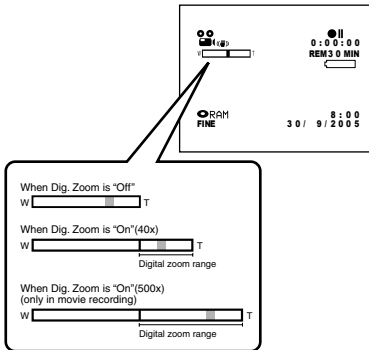 0:00:00
REM 30 MIN
W T
RAM 8:00
FINE 30/ 9/2005
When Dig. Zoom is “Off”
W T
When Dig. Zoom is “On”(40x)
W T
Digital zoom range
When Dig. Zoom is “On”(500x)
(only in movie recording)
W T
Digital zoom range